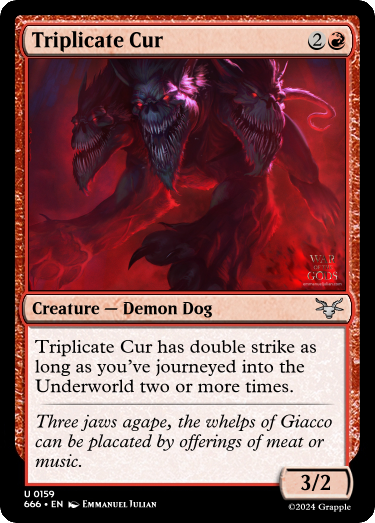 Triplicate Cur 2
WAR
OF THE
GODS
Creature — Demon Dog
Triplicate Cur has double strike as
long as you've journeyed into the
Underworld two or more times.
Three jaws agape, the whelps of Giacco
can be placated by offerings of meat or
music.
3/2
U 0159
666 • EN Emmanuel Julian
©2024 Grapple